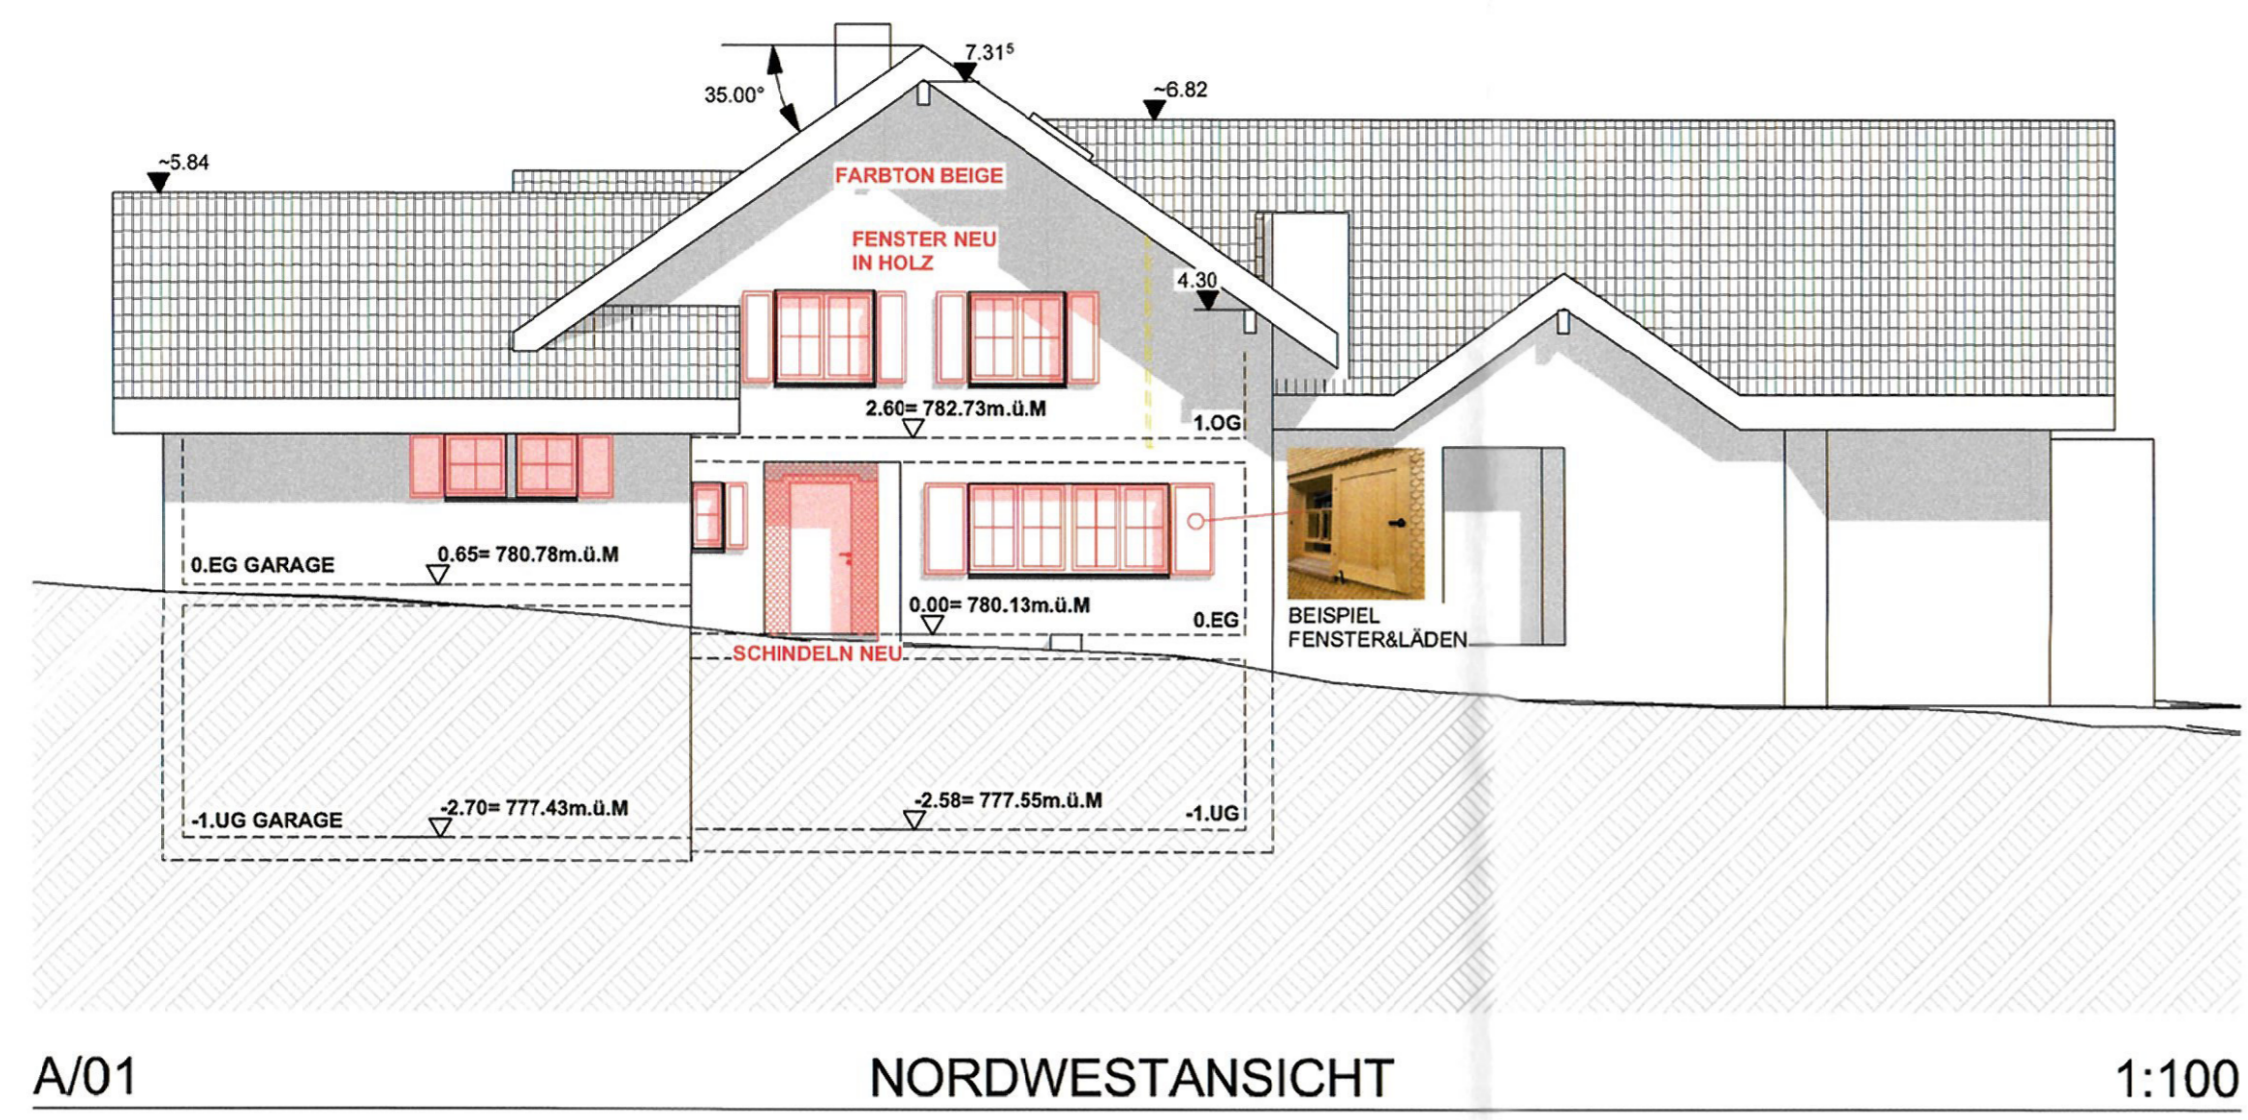 7.31⁵
35.00°
~6.82
~5.84
FARBTON BEIGE
FENSTER NEU
IN HOLZ
4.30
2.60= 782.73m.ü.M
1.OG
0.EG GARAGE
0.65= 780.78m.ü.M
0.00= 780.13m.ü.M
0.EG
BEISPIEL
FENSTER&LÄDEN
SCHINDELN NEU
-1.UG GARAGE
-2.70= 777.43m.ü.M
-2.58= 777.55m.ü.M
-1.UG
A/01
NORDWESTANSICHT
1:100